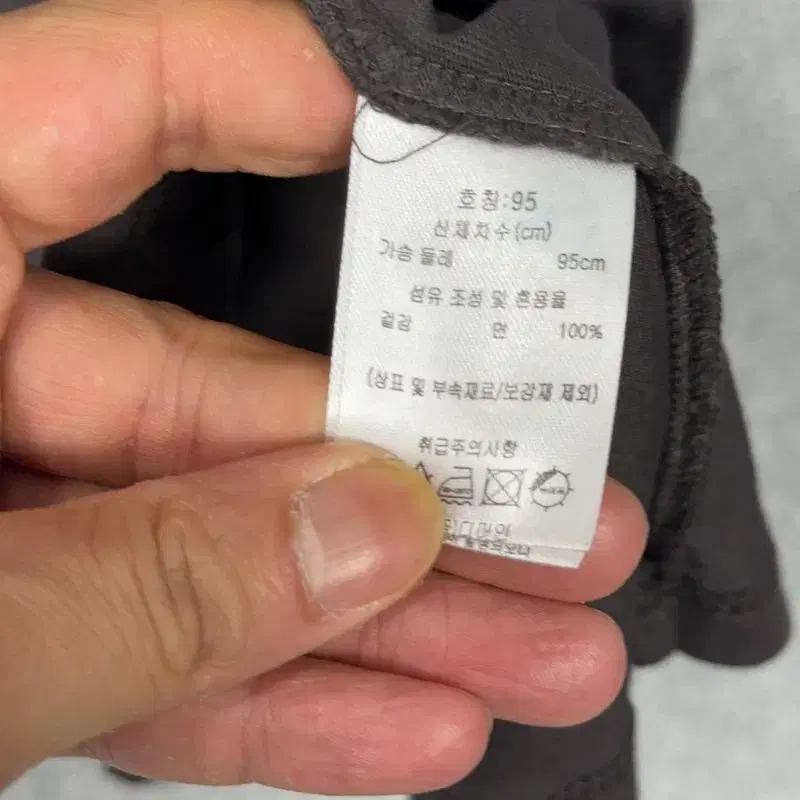 호칭:95
신체치수(cm)
가슴 둘레 95cm
섬유 조성 및 혼용율
겉감 면 100%
(상표 및 부속재료/보강재 제외)
취급주의사항